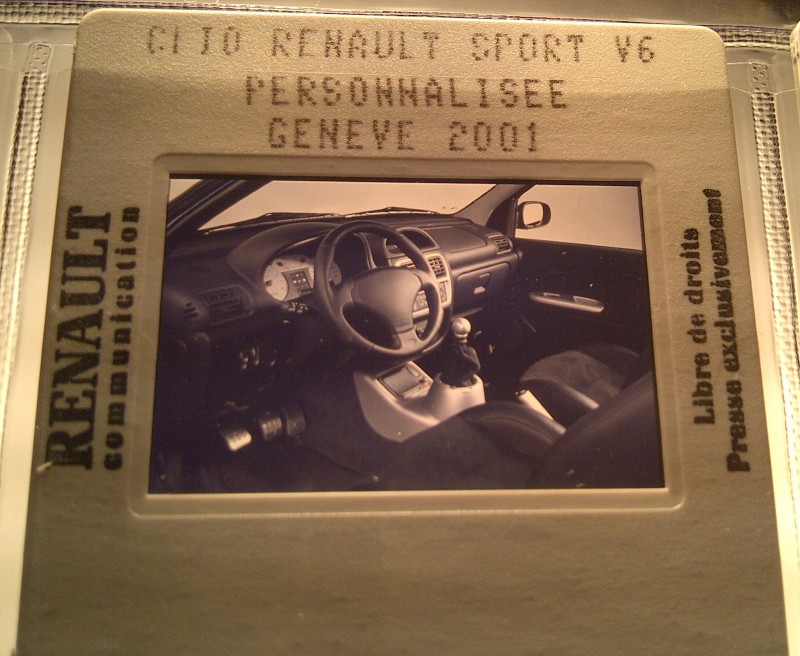 CLIO RENAULT SPORT V6
PERSONNALISEE
GENEVE 2001
RENAULT
communication
Libre de droits
Presse exclusivement